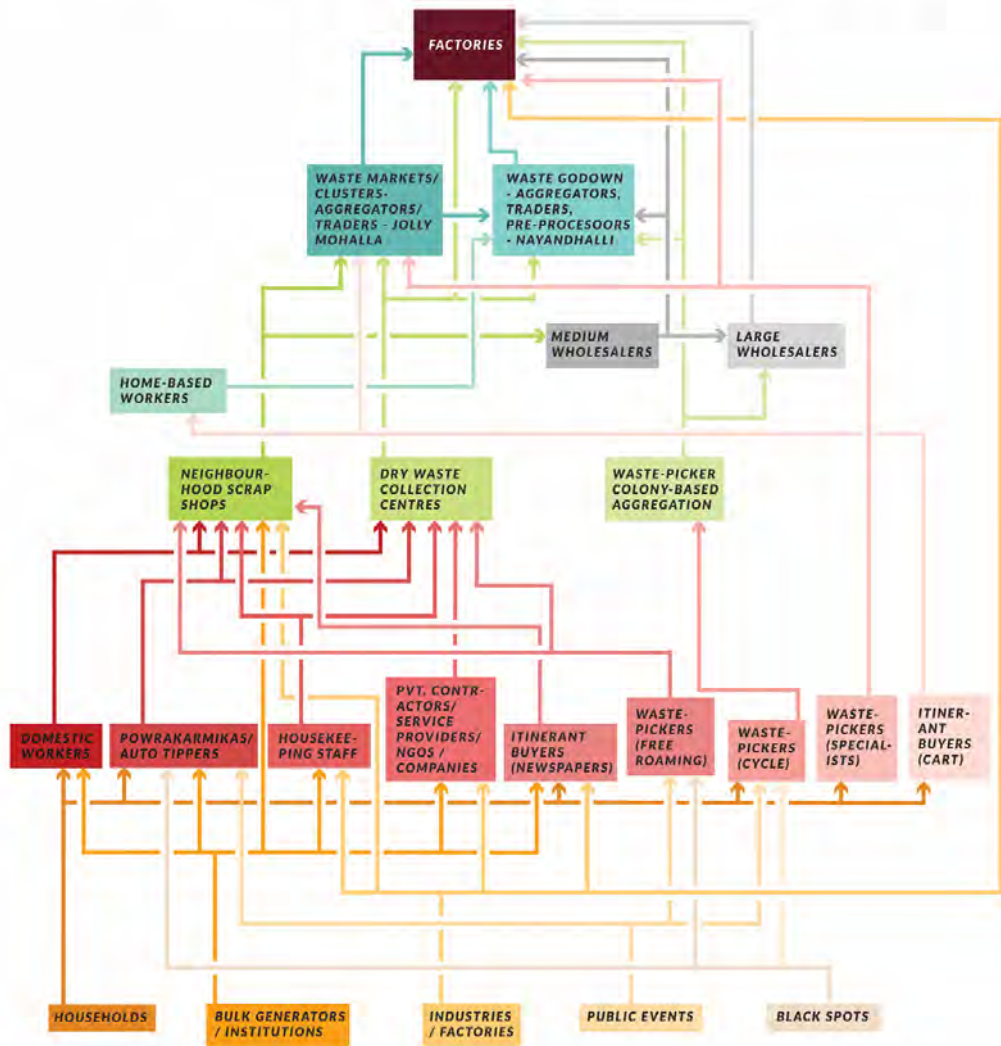 FACTORIES
WASTE MARKETS/
CLUSTERS-
AGGREGATORS/
TRADERS - JOLLY
MOHALLA
WASTE GODOWN
- AGGREGATORS,
TRADERS,
PRE-PROCESOORS
- NAYANDHALLI
MEDIUM
WHOLESALERS
LARGE
WHOLESALERS
HOME-BASED
WORKERS
NEIGHBOUR-
HOOD SCRAP
SHOPS
DRY WASTE
COLLECTION
CENTRES
WASTE-PICKER
COLONY-BASED
AGGREGATION
DOMESTIC
WORKERS
POWRAKARMIKAS/
AUTO TIPPERS
HOUSEKEE-
PING STAFF
PVT. CONTR-
ACTORS/
SERVICE
PROVIDERS/
NGOS /
COMPANIES
ITINERANT
BUYERS
(NEWSPAPERS)
WASTE-
PICKERS
(FREE
ROAMING)
WASTE-
PICKERS
(CYCLE)
WASTE-
PICKERS
(SPECIAL-
ISTS)
ITINER-
ANT
BUYERS
(CART)
HOUSEHOLDS
BULK GENERATORS
/ INSTITUTIONS
INDUSTRIES
/ FACTORIES
PUBLIC EVENTS
BLACK SPOTS